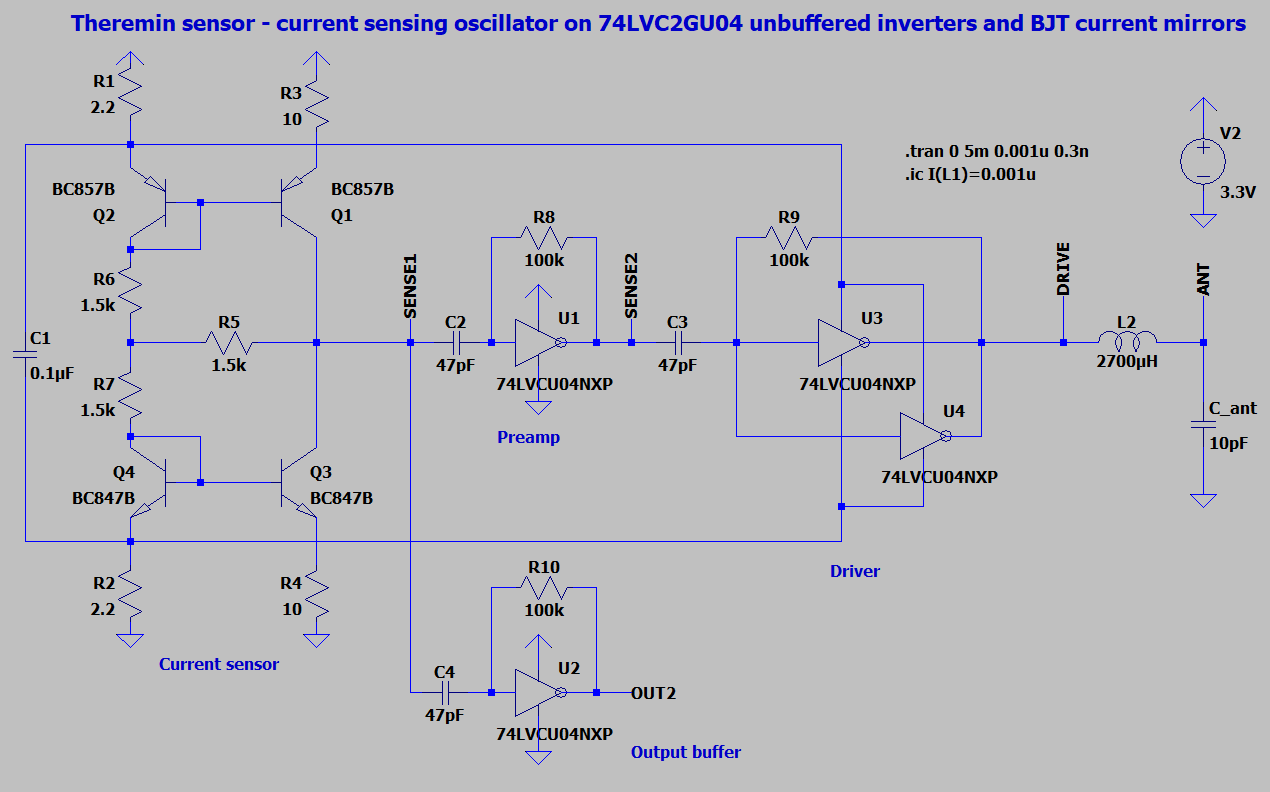 Theremin sensor - current sensing oscillator on 74LVC2GU04 unbuffered inverters and BJT current mirrors
R1
2.2
R3
10
V2
3.3V
.tran 0 5m 0.001u 0.3n
.ic I(L1)=0.001u
BC857B
Q2
BC857B
Q1
R8
100k
R9
100k
SENSE1
SENSE2
DRIVE
ANT
R6
1.5k
R5
1.5k
C1
0.1µF
C2
47pF
U1
74LVCU04NXP
C3
47pF
U3
74LVCU04NXP
L2
2700µH
R7
1.5k
Preamp
U4
74LVCU04NXP
C_ant
10pF
Q4
BC847B
Q3
BC847B
R2
2.2
R4
10
Driver
R10
100k
Current sensor
C4
47pF
U2
74LVCU04NXP
OUT2
Output buffer